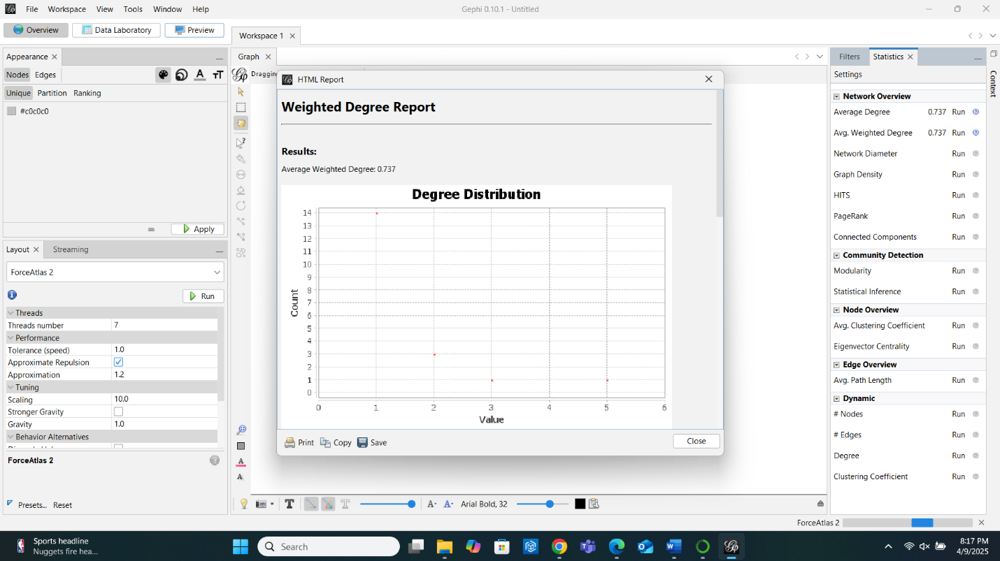 File Workspace View Tools Window Help
Gephi 0.10.1 - Untitled
Overview
Data Laboratory
Preview
Workspace 1
Appearance
Nodes Edges
Unique Partition Ranking
#c0c0c0
Apply
Layout Streaming
ForceAtlas 2
Run
Threads
Threads number 7
Performance
Tolerance (speed) 1.0
Approximate Repulsion
Approximation 1.2
Tuning
Scaling 10.0
Stronger Gravity
Gravity 1.0
Behavior Alternatives
ForceAtlas 2
Presets... Reset
Graph
HTML Report
Weighted Degree Report
Results:
Average Weighted Degree: 0.737
Degree Distribution
14
13
12
11
10
9
8
7
6
5
4
3
2
1
0
Count
0 1 2 3 4 5 6
Value
Print Copy Save
Close
Arial Bold, 32
Filters Statistics
Settings
Network Overview
Average Degree 0.737 Run
Avg. Weighted Degree 0.737 Run
Network Diameter Run
Graph Density Run
HITS Run
PageRank Run
Connected Components Run
Community Detection
Modularity Run
Statistical Inference Run
Node Overview
Avg. Clustering Coefficient Run
Eigenvector Centrality Run
Edge Overview
Avg. Path Length Run
Dynamic
# Nodes Run
# Edges Run
Degree Run
Clustering Coefficient Run
Context
ForceAtlas 2
Sports headline
Nuggets fire hea...
Search
8:17 PM
4/9/2025